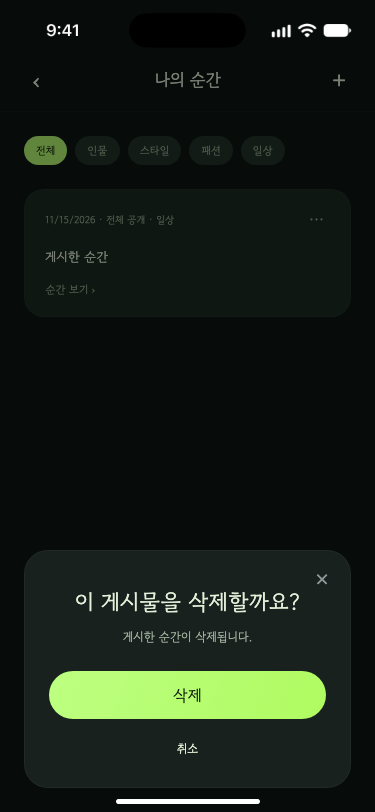 9:41
나의 순간
전체 인물 스타일 패션 일상
11/15/2026 · 전체 공개 · 일상
게시한 순간
순간 보기 ›
이 게시물을 삭제할까요?
게시한 순간이 삭제됩니다.
삭제
취소